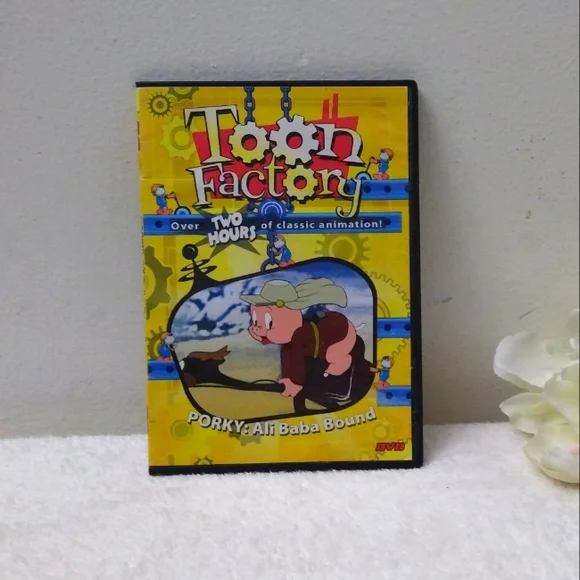 Toon
Factory
Over TWO HOURS of classic animation!
PORKY: Ali Baba Bound
DVD